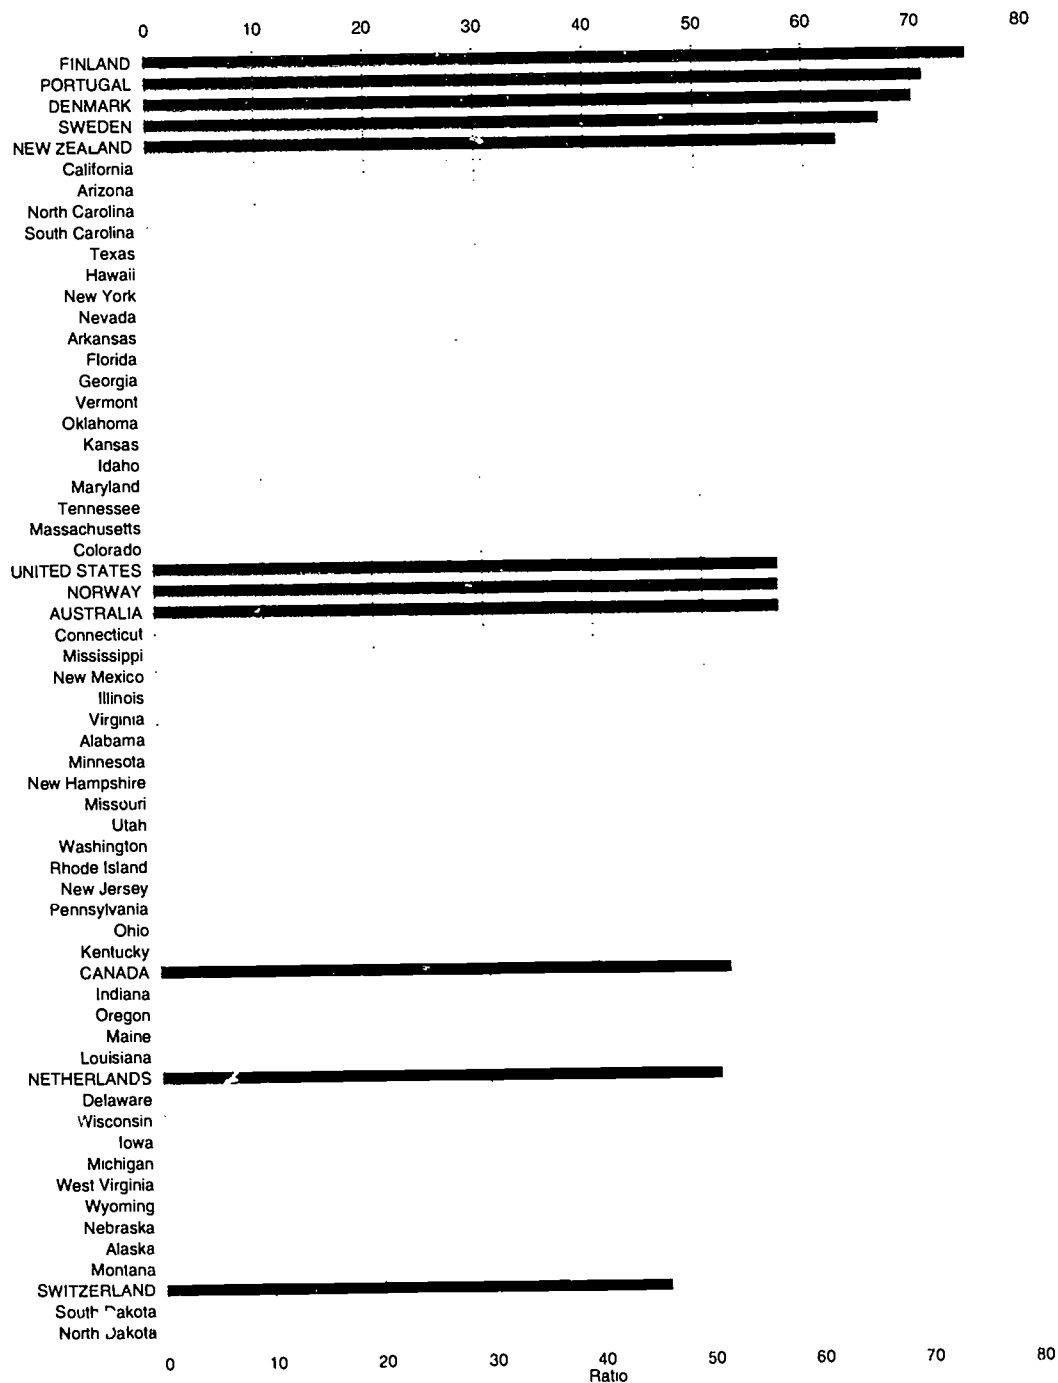 0 10 20 30 40 50 60 70 80
FINLAND
PORTUGAL
DENMARK
SWEDEN
NEW ZEALAND
California
Arizona
North Carolina
South Carolina
Texas
Hawaii
New York
Nevada
Arkansas
Florida
Georgia
Vermont
Oklahoma
Kansas
Idaho
Maryland
Tennessee
Massachusetts
Colorado
UNITED STATES
NORWAY
AUSTRALIA
Connecticut
Mississippi
New Mexico
Illinois
Virginia
Alabama
Minnesota
New Hampshire
Missouri
Utah
Washington
Rhode Island
New Jersey
Pennsylvania
Ohio
Kentucky
CANADA
Indiana
Oregon
Maine
Louisiana
NETHERLANDS
Delaware
Wisconsin
Iowa
Michigan
West Virginia
Wyoming
Nebraska
Alaska
Montana
SWITZERLAND
South Dakota
North Dakota
0 10 20 30 40 50 60 70 80
Ratio